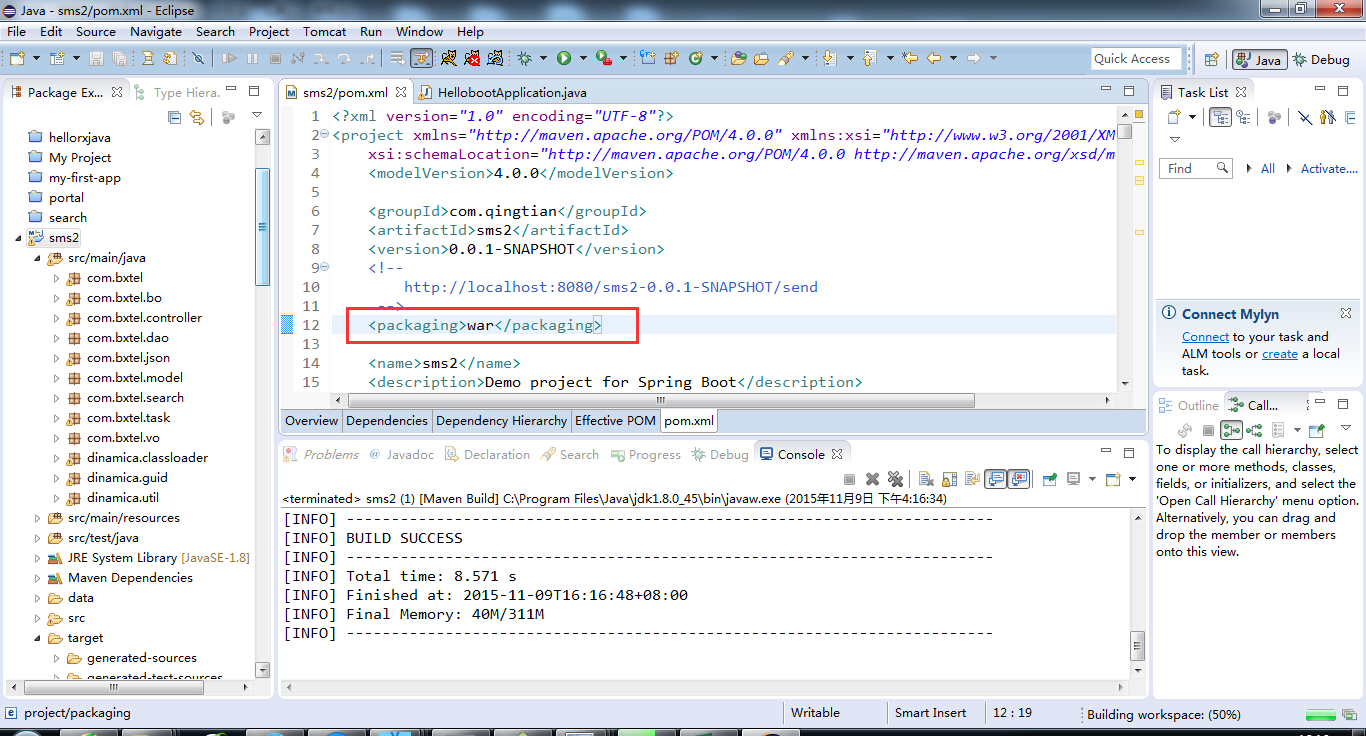 Java - sms2/pom.xml - Eclipse
File Edit Source Navigate Search Project Tomcat Run Window Help
Quick Access
Java
Debug
Package Ex...
Type Hiera.
hellorxjava
My Project
my-first-app
portal
search
sms2
src/main/java
com.bxtel
com.bxtel.bo
com.bxtel.controller
com.bxtel.dao
com.bxtel.json
com.bxtel.model
com.bxtel.search
com.bxtel.task
com.bxtel.vo
dinamica.classloader
dinamica.guid
dinamica.util
src/main/resources
src/test/java
JRE System Library [JavaSE-1.8]
Maven Dependencies
data
src
target
generated-sources
generated-test-sources
sms2/pom.xml
HellobootApplication.java
1 <?xml version="1.0" encoding="UTF-8"?>
2 <project xmlns="http://maven.apache.org/POM/4.0.0" xmlns:xsi="http://www.w3.org/2001/XM
3 xsi:schemaLocation="http://maven.apache.org/POM/4.0.0 http://maven.apache.org/xsd/m
4 <modelVersion>4.0.0</modelVersion>
5
6 <groupId>com.qingtian</groupId>
7 <artifactId>sms2</artifactId>
8 <version>0.0.1-SNAPSHOT</version>
9 <!--
10 http://localhost:8080/sms2-0.0.1-SNAPSHOT/send
11 -->
12 <packaging>war</packaging>
13
14 <name>sms2</name>
15 <description>Demo project for Spring Boot</description>
Overview Dependencies Dependency Hierarchy Effective POM pom.xml
Problems @ Javadoc Declaration Search Progress Debug Console
<terminated> sms2 (1) [Maven Build] C:\Program Files\Java\jdk1.8.0_45\bin\javaw.exe (2015年11月9日 下午4:16:34)
[INFO] ------------------------------------------------------------------------
[INFO] BUILD SUCCESS
[INFO] ------------------------------------------------------------------------
[INFO] Total time: 8.571 s
[INFO] Finished at: 2015-11-09T16:16:48+08:00
[INFO] Final Memory: 40M/311M
[INFO] ------------------------------------------------------------------------
Task List
Find
All
Activate....
Connect Mylyn
Connect to your task and
ALM tools or create a local
task.
Outline
Call...
To display the call hierarchy, select
one or more methods, classes,
fields, or initializers, and select the
'Open Call Hierarchy' menu option.
Alternatively, you can drag and
drop the member or members
onto this view.
project/packaging
Writable
Smart Insert
12 : 19
Building workspace: (50%)